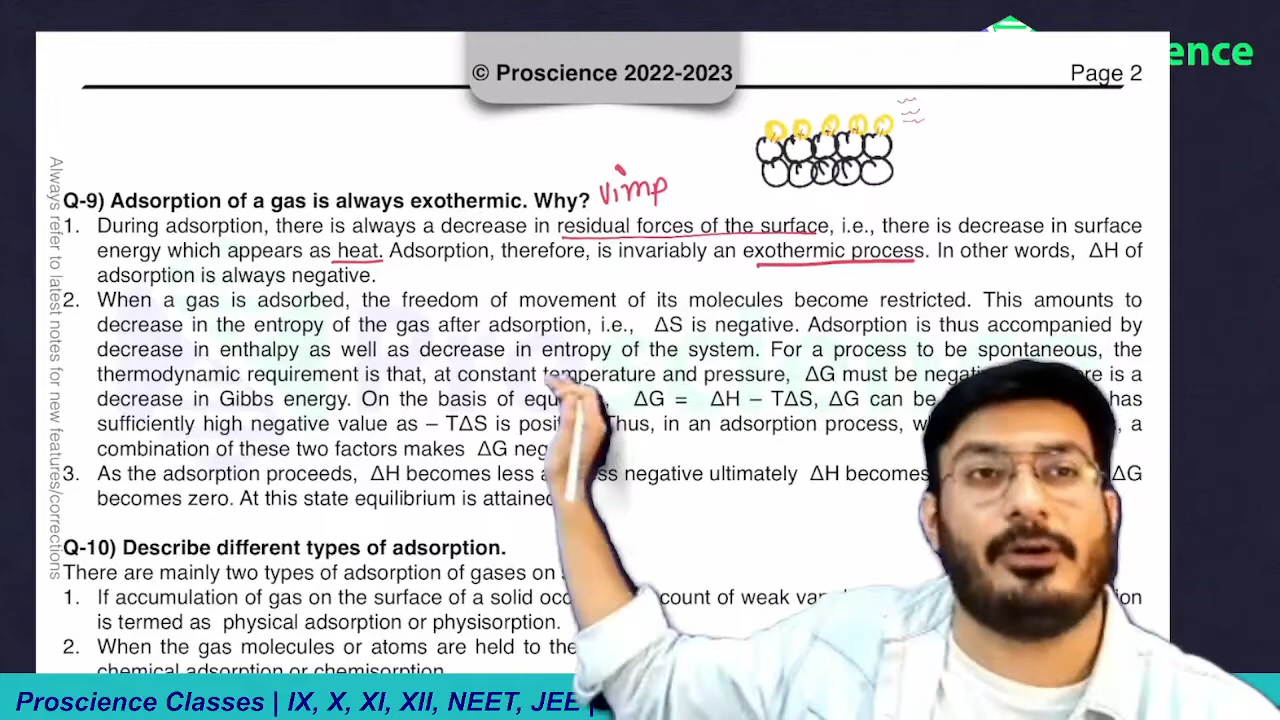 ence
© Proscience 2022-2023
Page 2
Always refer to latest notes for new features/corrections
Q-9) Adsorption of a gas is always exothermic. Why? Vimp
1. During adsorption, there is always a decrease in residual forces of the surface, i.e., there is decrease in surface
energy which appears as heat. Adsorption, therefore, is invariably an exothermic process. In other words, ΔH of
adsorption is always negative.
2. When a gas is adsorbed, the freedom of movement of its molecules become restricted. This amounts to
decrease in the entropy of the gas after adsorption, i.e., ΔS is negative. Adsorption is thus accompanied by
decrease in enthalpy as well as decrease in entropy of the system. For a process to be spontaneous, the
thermodynamic requirement is that, at constant temperature and pressure, ΔG must be re is a
decrease in Gibbs energy. On the basis of ΔG = ΔH – TΔS, ΔG can be has
sufficiently high negative value as – TΔS is Thus, in an adsorption process, a
combination of these two factors makes ΔG
3. As the adsorption proceeds, ΔH becomes less negative ultimately ΔH becomes ΔG
becomes zero. At this state equilibrium is attained
Q-10) Describe different types of adsorption.
There are mainly two types of adsorption of gases on
1. If accumulation of gas on the surface of a solid count of weak
is termed as physical adsorption or physisorption.
2. When the gas molecules or atoms are held to the
chemical adsorption or chemisorption.
Proscience Classes | IX, X, XI, XII, NEET, JEE |